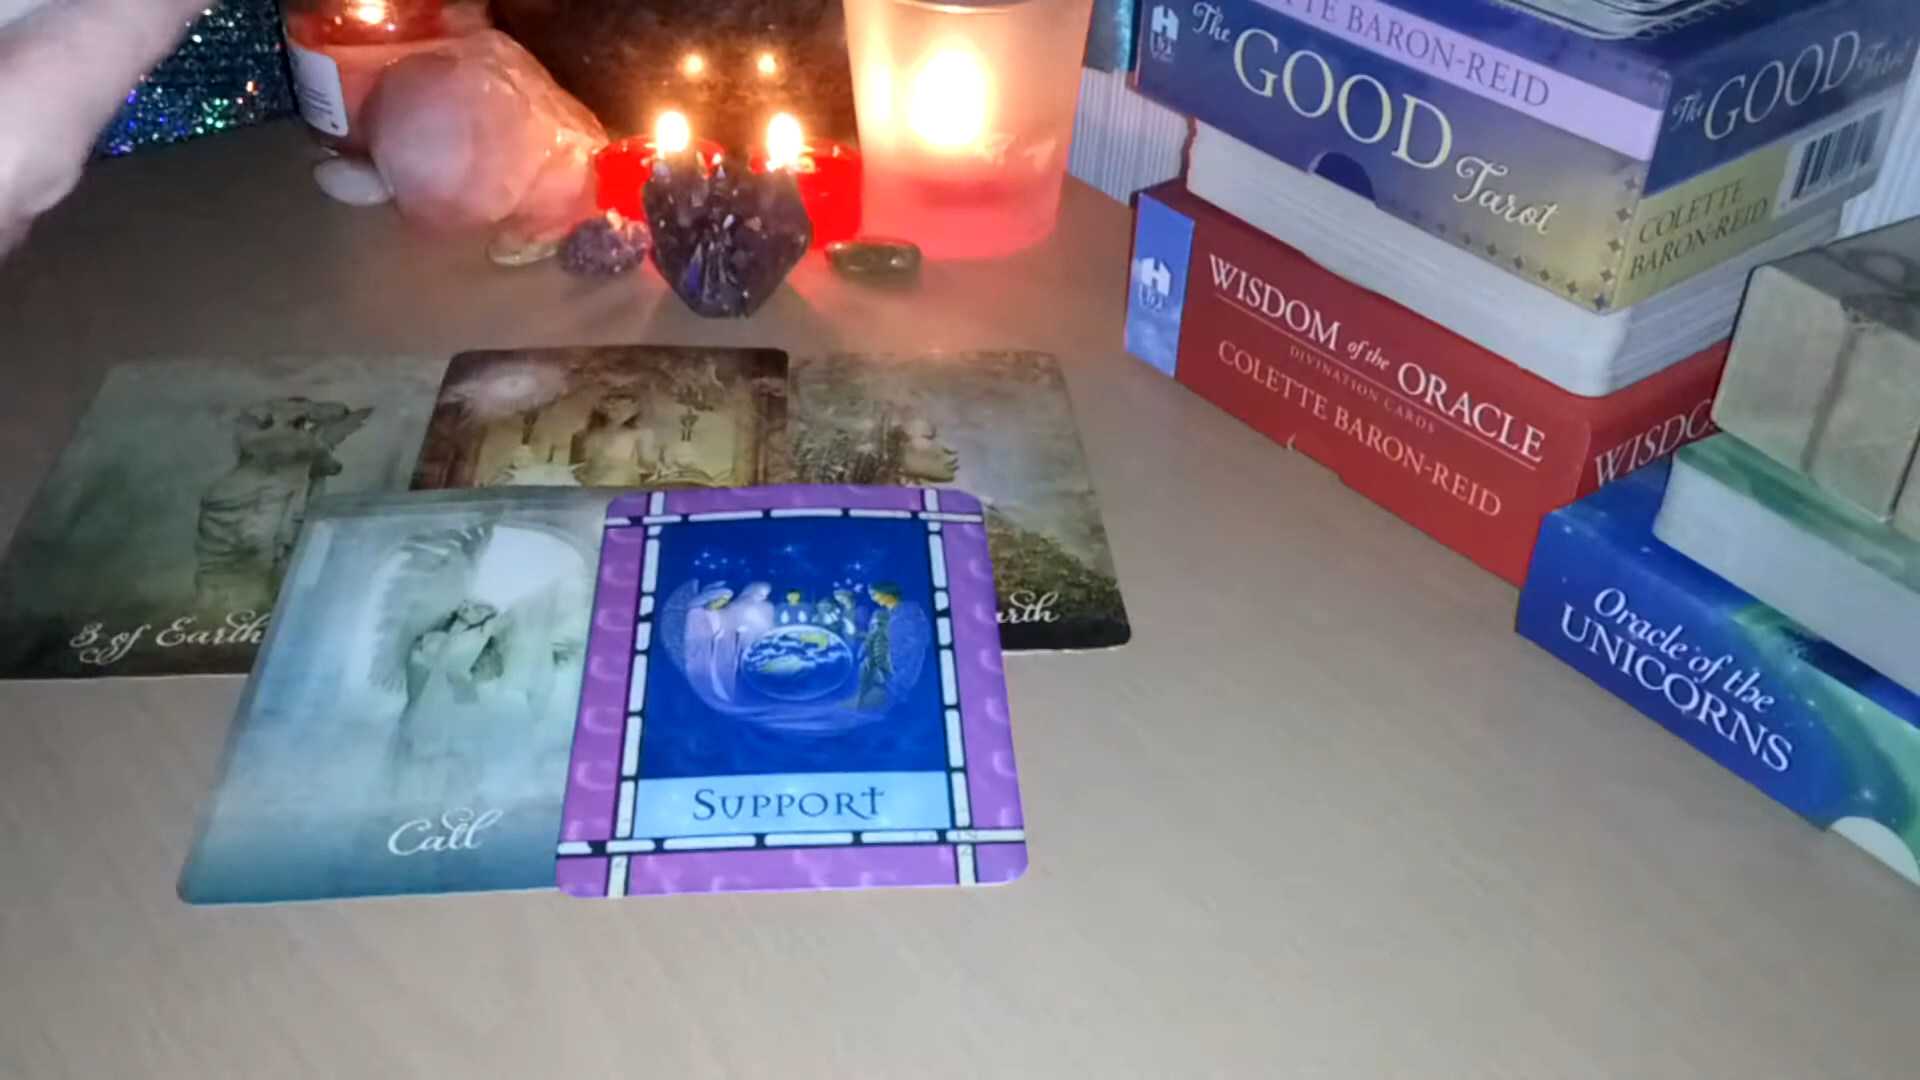 TTE BARON-REID
The
GOOD
Tarot
The GOOD Tarot
COLETTE
BARON-REID
WISDOM of the
ORACLE
DIVINATION CARDS
COLETTE BARON-REID
WISDO
Oracle of the
UNICORNS
3 of Earth
arth
Call
SUPPORT